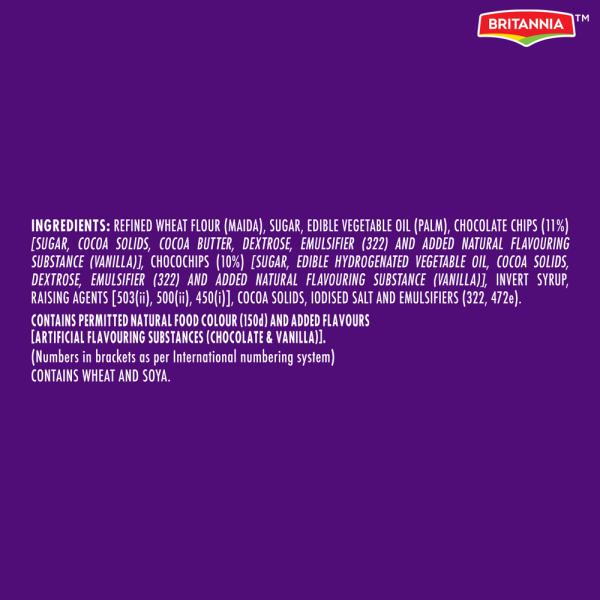 BRITANNIA™
INGREDIENTS: REFINED WHEAT FLOUR (MAIDA), SUGAR, EDIBLE VEGETABLE OIL (PALM), CHOCOLATE CHIPS (11%)
[SUGAR, COCOA SOLIDS, COCOA BUTTER, DEXTROSE, EMULSIFIER (322) AND ADDED NATURAL FLAVOURING
SUBSTANCE (VANILLA)], CHOCOCHIPS (10%) [SUGAR, EDIBLE HYDROGENATED VEGETABLE OIL, COCOA SOLIDS,
DEXTROSE, EMULSIFIER (322) AND ADDED NATURAL FLAVOURING SUBSTANCE (VANILLA)], INVERT SYRUP,
RAISING AGENTS [503(ii), 500(ii), 450(i)], COCOA SOLIDS, IODISED SALT AND EMULSIFIERS (322, 472e).
CONTAINS PERMITTED NATURAL FOOD COLOUR (150d) AND ADDED FLAVOURS
[ARTIFICIAL FLAVOURING SUBSTANCES (CHOCOLATE & VANILLA)].
(Numbers in brackets as per International numbering system)
CONTAINS WHEAT AND SOYA.